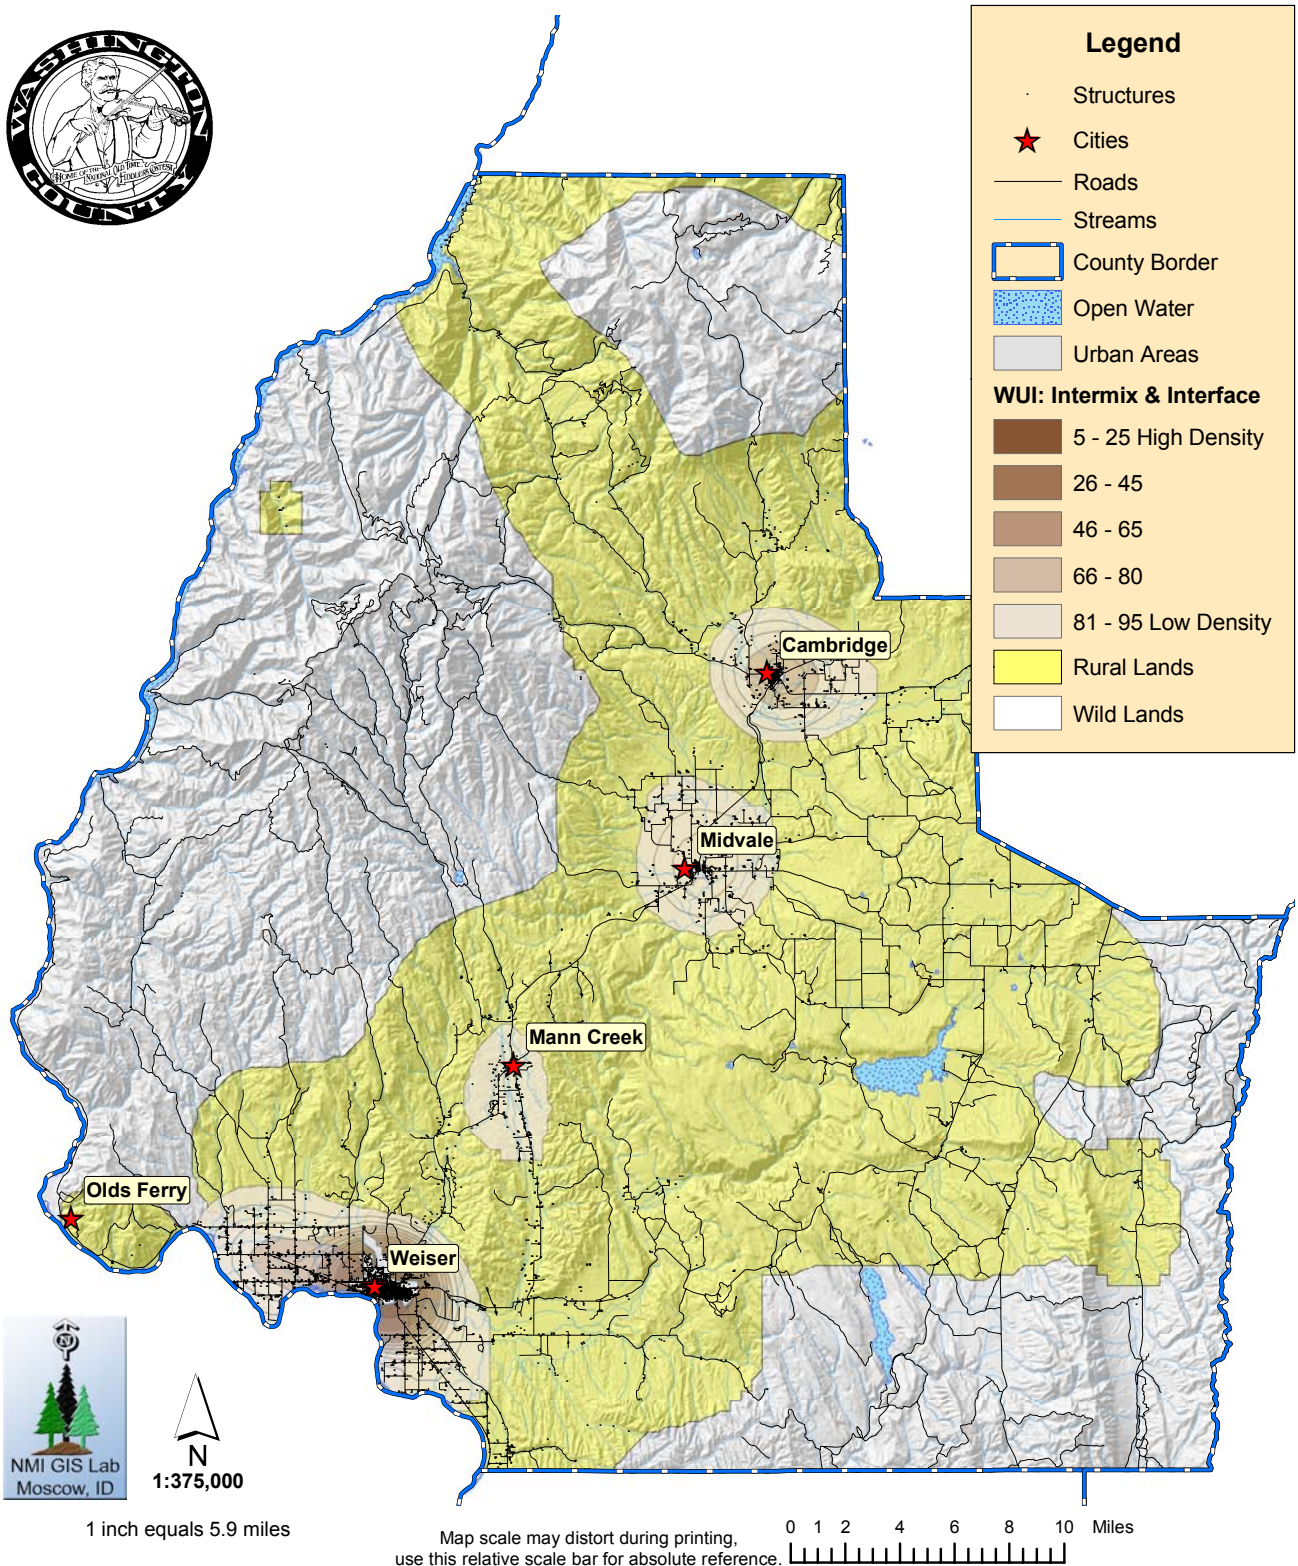 WASHINGTON
COUNTY
HOME OF THE
NATIONAL OLD TIME
FIDDLERS CONTEST
Legend
Structures
Cities
Roads
Streams
County Border
Open Water
Urban Areas
WUI: Intermix & Interface
5 - 25 High Density
26 - 45
46 - 65
66 - 80
81 - 95 Low Density
Rural Lands
Wild Lands
Cambridge
Midvale
Mann Creek
Olds Ferry
Weiser
N
NMI GIS Lab
Moscow, ID
N
1:375,000
1 inch equals 5.9 miles
Map scale may distort during printing,
use this relative scale bar for absolute reference.
0 1 2 4 6 8 10 Miles